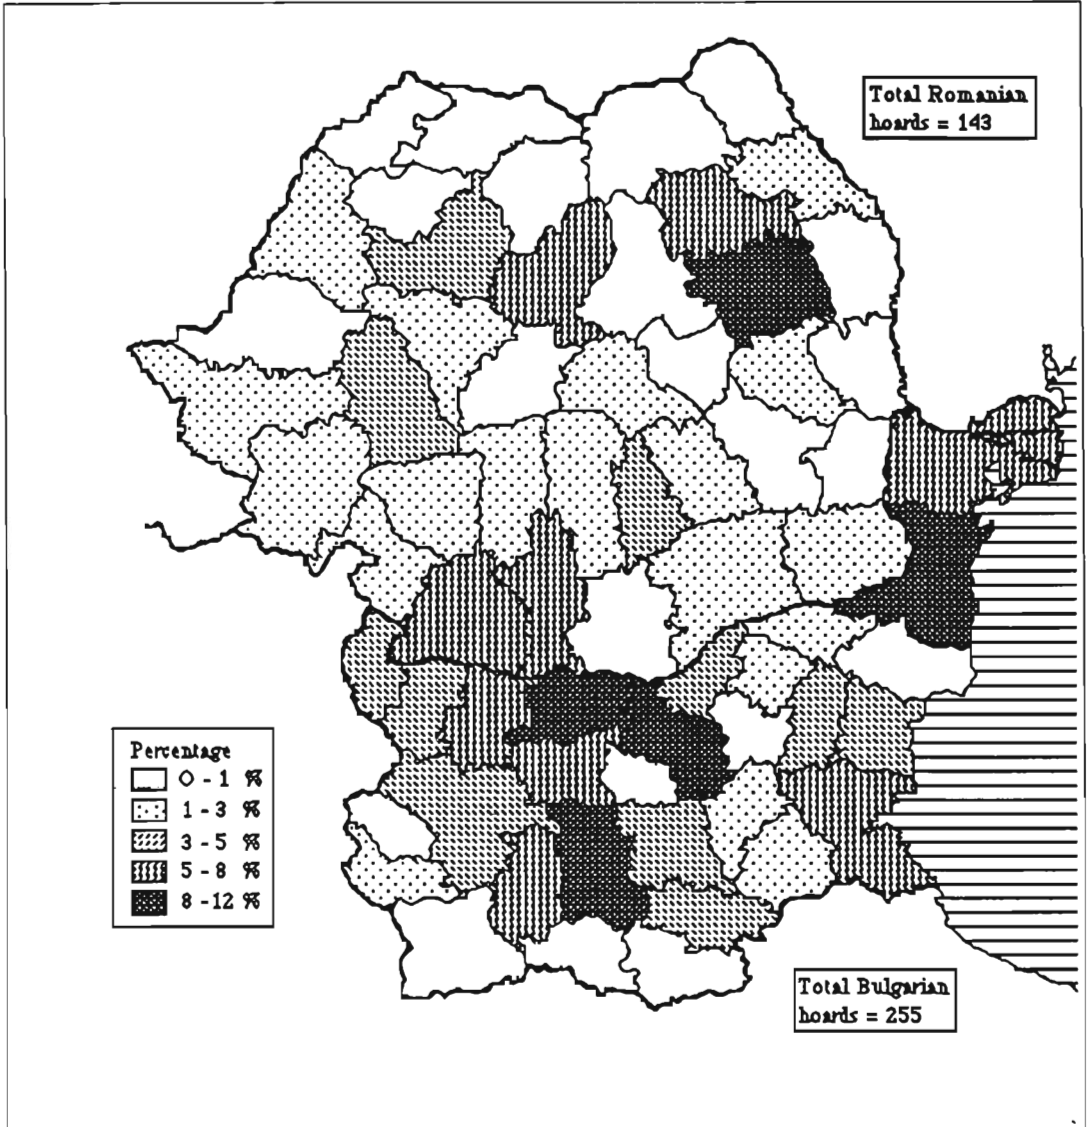 Total Romanian
hoards = 143
Percentage
0 - 1 %
1 - 3 %
3 - 5 %
5 - 8 %
8 - 12 %
Total Bulgarian
hoards = 255